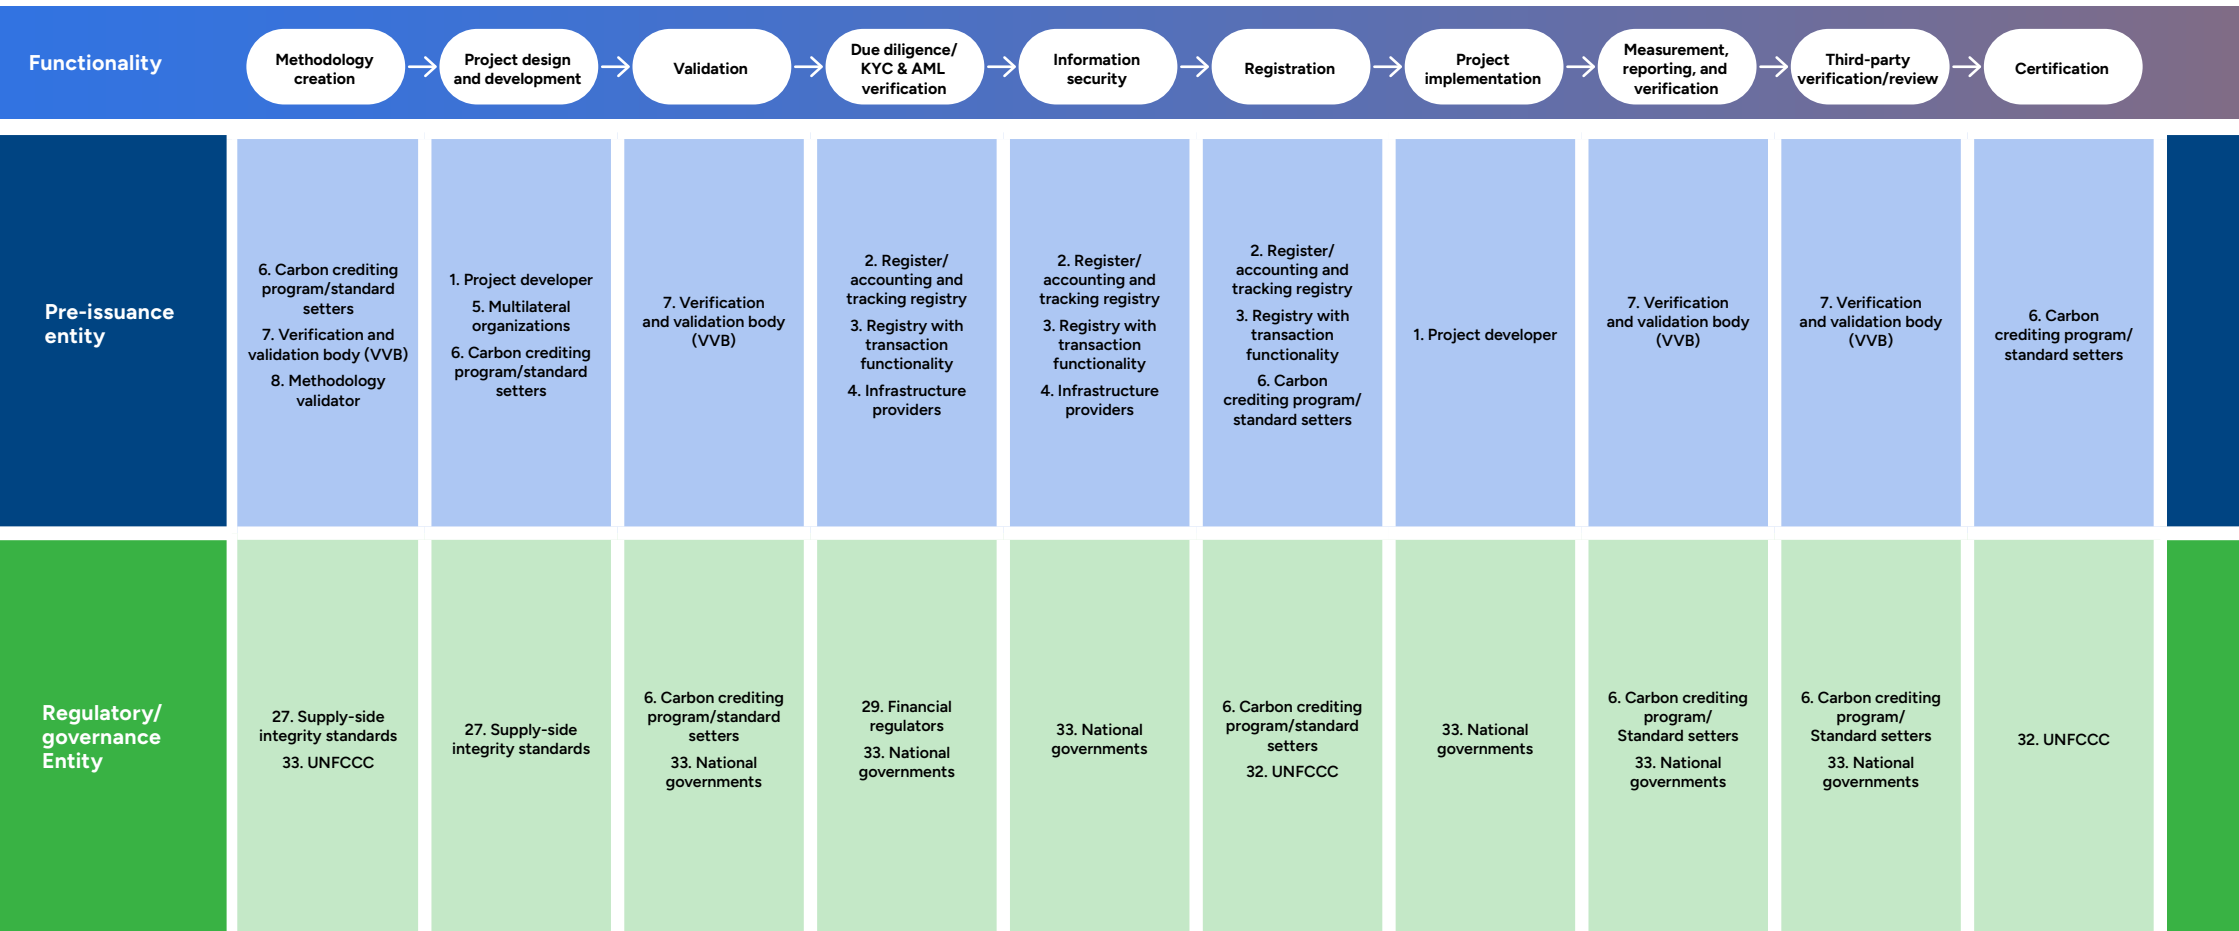 Functionality
Methodology
creation
Project design
and development
Validation
Due diligence/
KYC & AML
verification
Information
security
Registration
Project
implementation
Measurement,
reporting, and
verification
Third-party
verification/review
Certification
Pre-issuance
entity
6. Carbon crediting
program/standard
setters
7. Verification and
validation body (VVB)
8. Methodology
validator
1. Project developer
5. Multilateral
organizations
6. Carbon crediting
program/standard
setters
7. Verification
and validation body
(VVB)
2. Register/
accounting and
tracking registry
3. Registry with
transaction
functionality
4. Infrastructure
providers
2. Register/
accounting and
tracking registry
3. Registry with
transaction
functionality
4. Infrastructure
providers
2. Register/
accounting and
tracking registry
3. Registry with
transaction
functionality
6. Carbon
crediting program/
standard setters
1. Project developer
7. Verification
and validation body
(VVB)
7. Verification
and validation body
(VVB)
6. Carbon
crediting program/
standard setters
Regulatory/
governance
Entity
27. Supply-side
integrity standards
33. UNFCCC
27. Supply-side
integrity standards
6. Carbon crediting
program/standard
setters
33. National
governments
29. Financial
regulators
33. National
governments
33. National
governments
6. Carbon crediting
program/standard
setters
32. UNFCCC
33. National
governments
6. Carbon crediting
program/
Standard setters
33. National
governments
6. Carbon crediting
program/
Standard setters
33. National
governments
32. UNFCCC